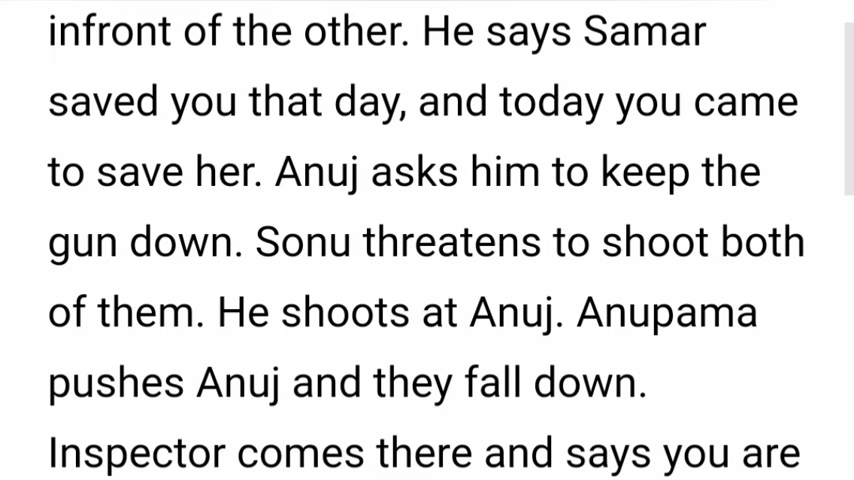 infront of the other. He says Samar
saved you that day, and today you came
to save her. Anuj asks him to keep the
gun down. Sonu threatens to shoot both
of them. He shoots at Anuj. Anupama
pushes Anuj and they fall down.
Inspector comes there and says you are